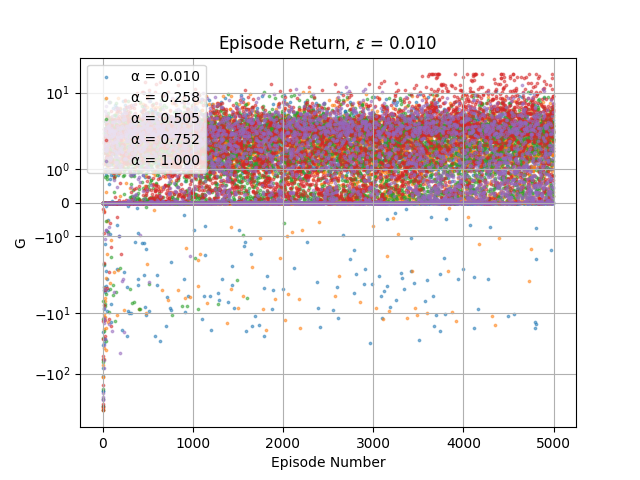 Episode Return, ε = 0.010
α = 0.010
α = 0.258
α = 0.505
α = 0.752
α = 1.000
10¹
10⁰
0
−10⁰
−10¹
−10²
G
0 1000 2000 3000 4000 5000
Episode Number